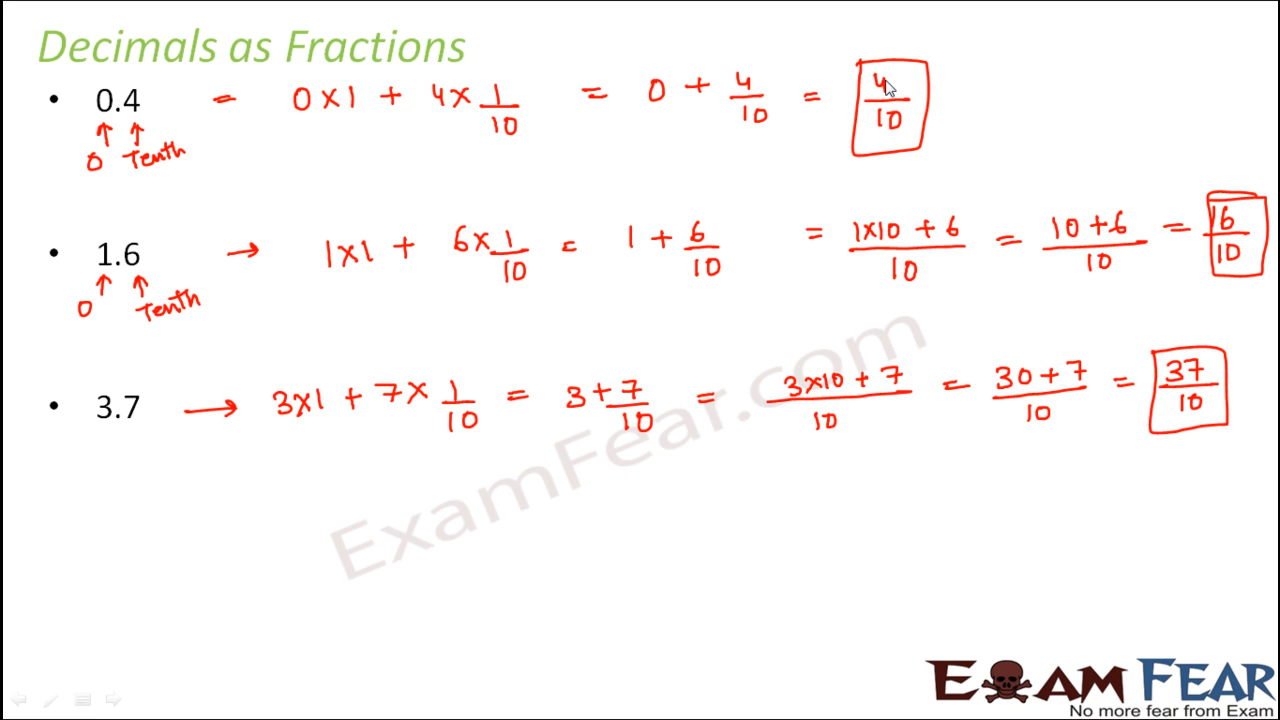 Decimals as Fractions
• 0.4 = 0×1 + 4× 1/10 = 0 + 4/10 = 4/10
0 Tenth
• 1.6 → 1×1 + 6× 1/10 = 1 + 6/10 = 1×10 + 6/10 = 10+6/10 = 16/10
0 Tenth
• 3.7 → 3×1 + 7× 1/10 = 3+7/10 = 3×10 + 7/10 = 30+7/10 = 37/10
ExamFear.com
EXAM FEAR
No more fear from Exam